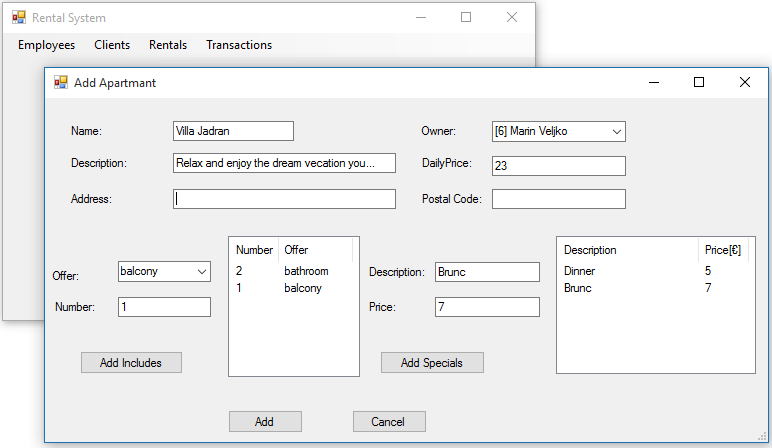 Rental System
Employees Clients Rentals Transactions
Add Apartmant
Name: Villa Jadran Owner: [6] Marin Veljko
Description: Relax and enjoy the dream vecation you... DailyPrice: 23
Address: Postal Code:
Number Offer Description Price[€]
Offer: balcony 2 bathroom Description: Brunc Dinner 5
1 balcony Brunc 7
Number: 1 Price: 7
Add Includes Add Specials
Add Cancel